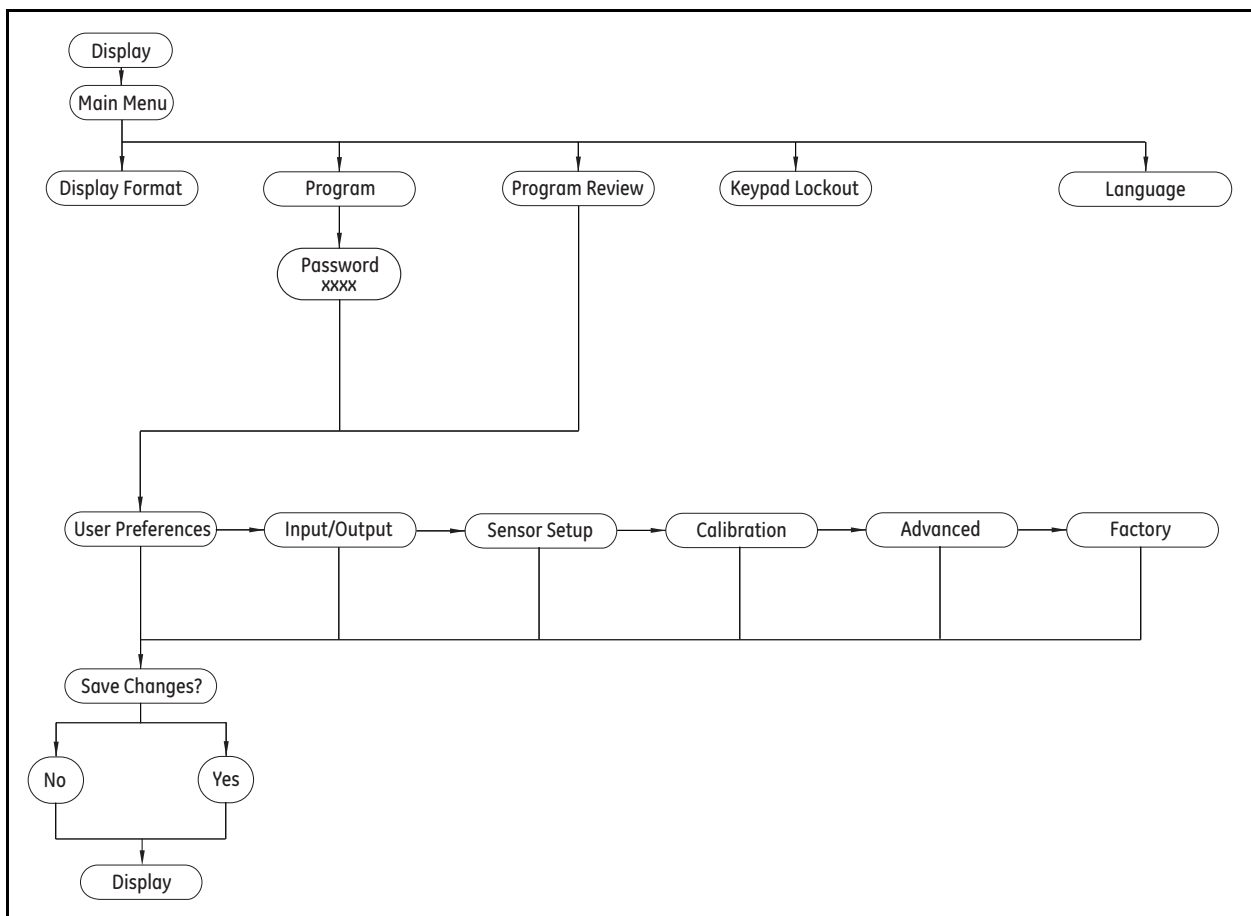 Display
Main Menu
Display Format
Program
Program Review
Keypad Lockout
Language
Password
xxxx
User Preferences
Input/Output
Sensor Setup
Calibration
Advanced
Factory
Save Changes?
No
Yes
Display